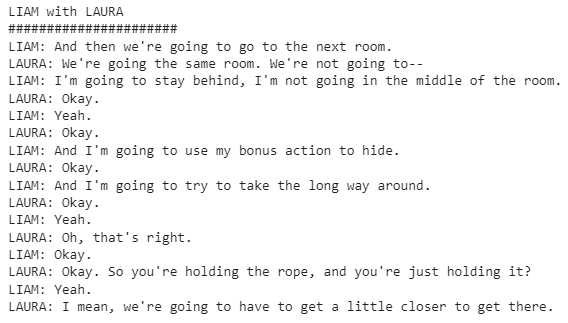 LIAM with LAURA
######################
LIAM: And then we're going to go to the next room.
LAURA: We're going the same room. We're not going to--
LIAM: I'm going to stay behind, I'm not going in the middle of the room.
LAURA: Okay.
LIAM: Yeah.
LAURA: Okay.
LIAM: And I'm going to use my bonus action to hide.
LAURA: Okay.
LIAM: And I'm going to try to take the long way around.
LAURA: Okay.
LIAM: Yeah.
LAURA: Oh, that's right.
LIAM: Okay.
LAURA: Okay. So you're holding the rope, and you're just holding it?
LIAM: Yeah.
LAURA: I mean, we're going to have to get a little closer to get there.